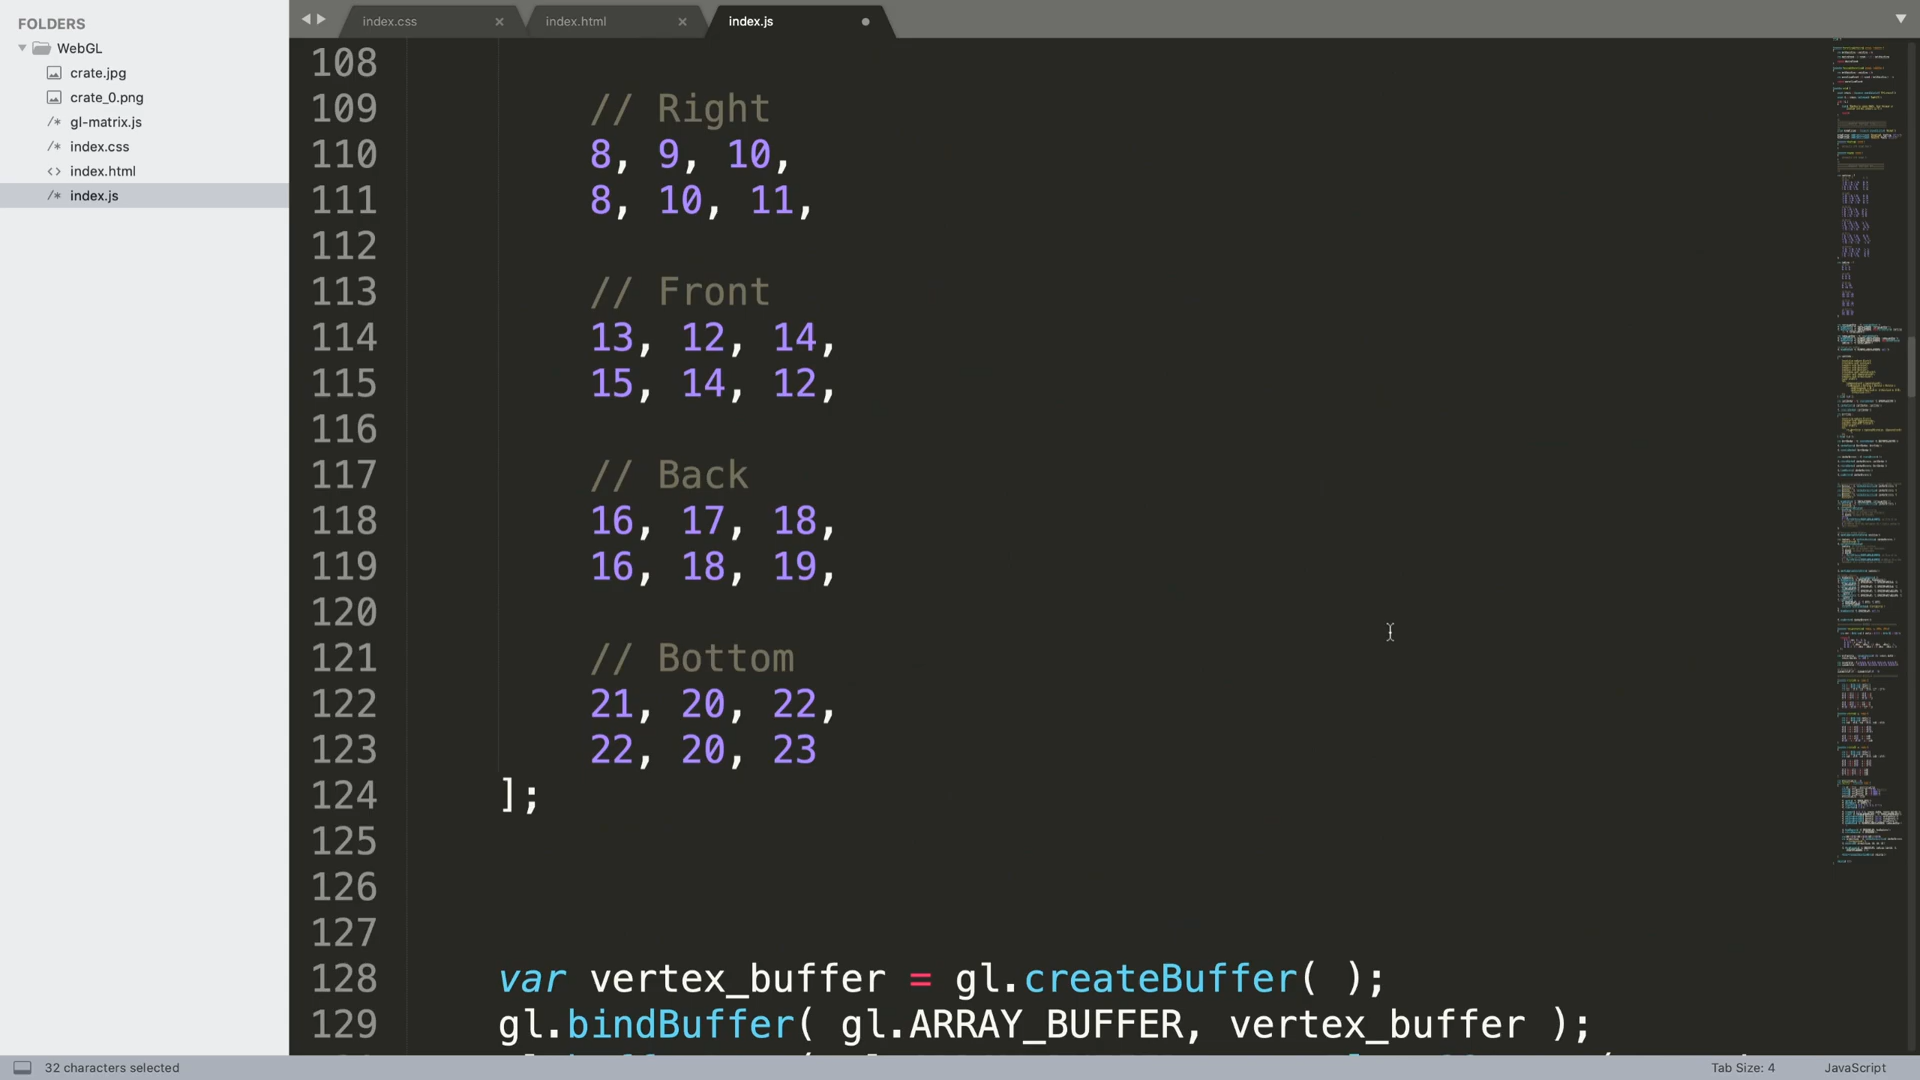 FOLDERS
WebGL
crate.jpg
crate_0.png
/* gl-matrix.js
/* index.css
<> index.html
/* index.js
index.css ×
index.html ×
index.js
108
109 // Right
110 8, 9, 10,
111 8, 10, 11,
112
113 // Front
114 13, 12, 14,
115 15, 14, 12,
116
117 // Back
118 16, 17, 18,
119 16, 18, 19,
120
121 // Bottom
122 21, 20, 22,
123 22, 20, 23
124 ];
125
126
127
128 var vertex_buffer = gl.createBuffer( );
129 gl.bindBuffer( gl.ARRAY_BUFFER, vertex_buffer );
32 characters selected
Tab Size: 4
JavaScript